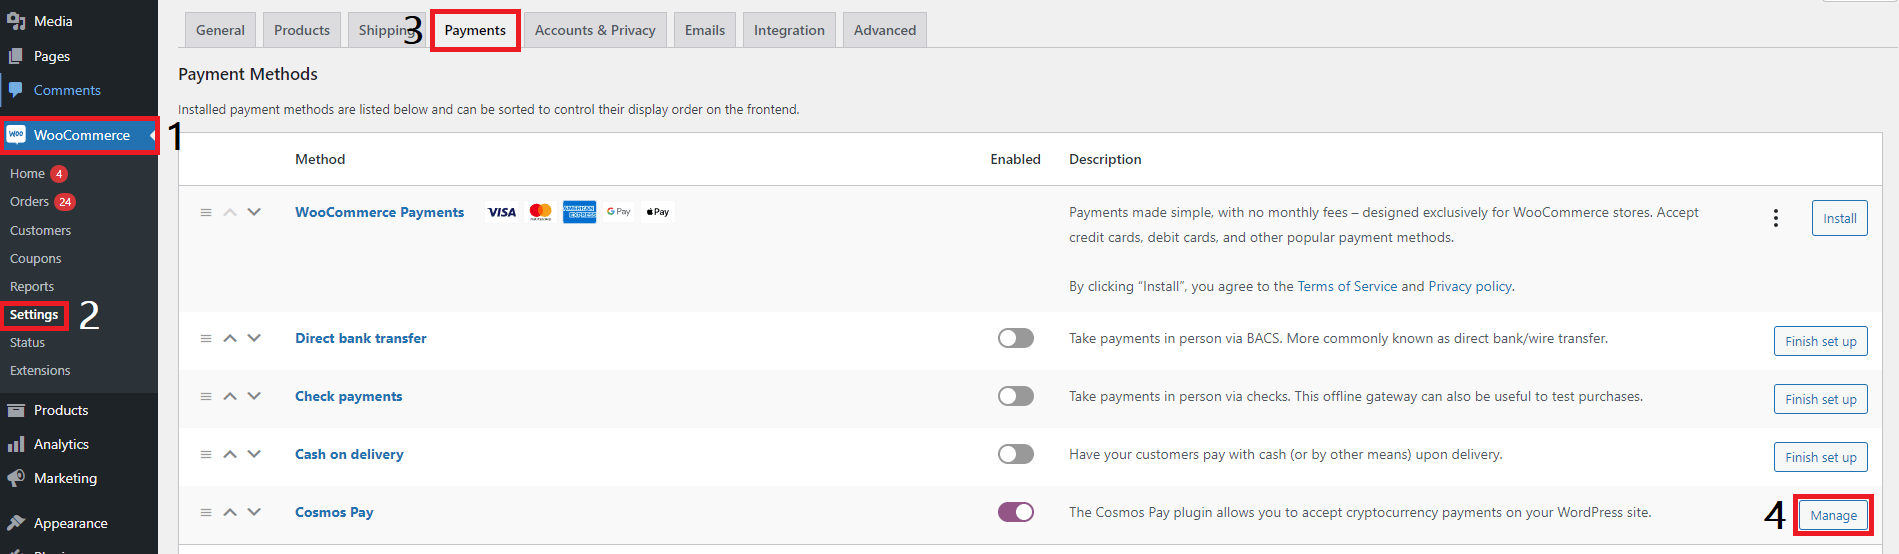 Media
Pages
Comments
WooCommerce
1
Home 4
Orders 24
Customers
Coupons
Reports
Settings
2
Status
Extensions
Products
Analytics
Marketing
Appearance
General Products Shipping 3 Payments Accounts & Privacy Emails Integration Advanced
Payment Methods
Installed payment methods are listed below and can be sorted to control their display order on the frontend.
Method Enabled Description
WooCommerce Payments VISA AMERICAN EXPRESS G Pay Pay
Payments made simple, with no monthly fees – designed exclusively for WooCommerce stores. Accept
credit cards, debit cards, and other popular payment methods.
By clicking “Install”, you agree to the Terms of Service and Privacy policy.
Install
Direct bank transfer Take payments in person via BACS. More commonly known as direct bank/wire transfer. Finish set up
Check payments Take payments in person via checks. This offline gateway can also be useful to test purchases. Finish set up
Cash on delivery Have your customers pay with cash (or by other means) upon delivery. Finish set up
Cosmos Pay The Cosmos Pay plugin allows you to accept cryptocurrency payments on your WordPress site. 4 Manage